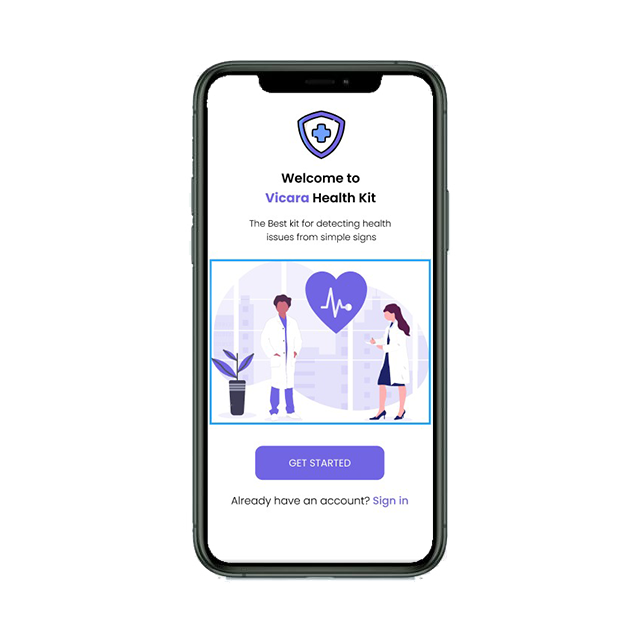 Welcome to
Vicara Health Kit
The Best kit for detecting health
issues from simple signs
GET STARTED
Already have an account? Sign in